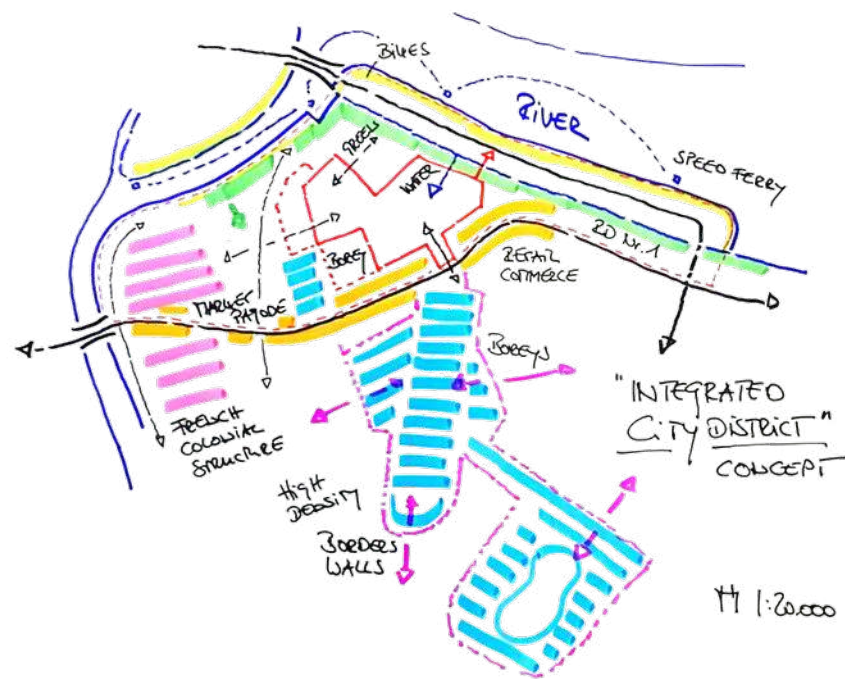 BIKES
RIVER
SPEED FERRY
GREEN
WATER
RD Nr. 1
BOREY
RETAIL
COMMERCE
MARKET
PAGODE
BOREYS
FRENCH
COLONIAL
STRUCTURE
"INTEGRATED
CITY DISTRICT"
CONCEPT
HIGH
DENSITY
BORDERS
WALLS
M 1:20.000